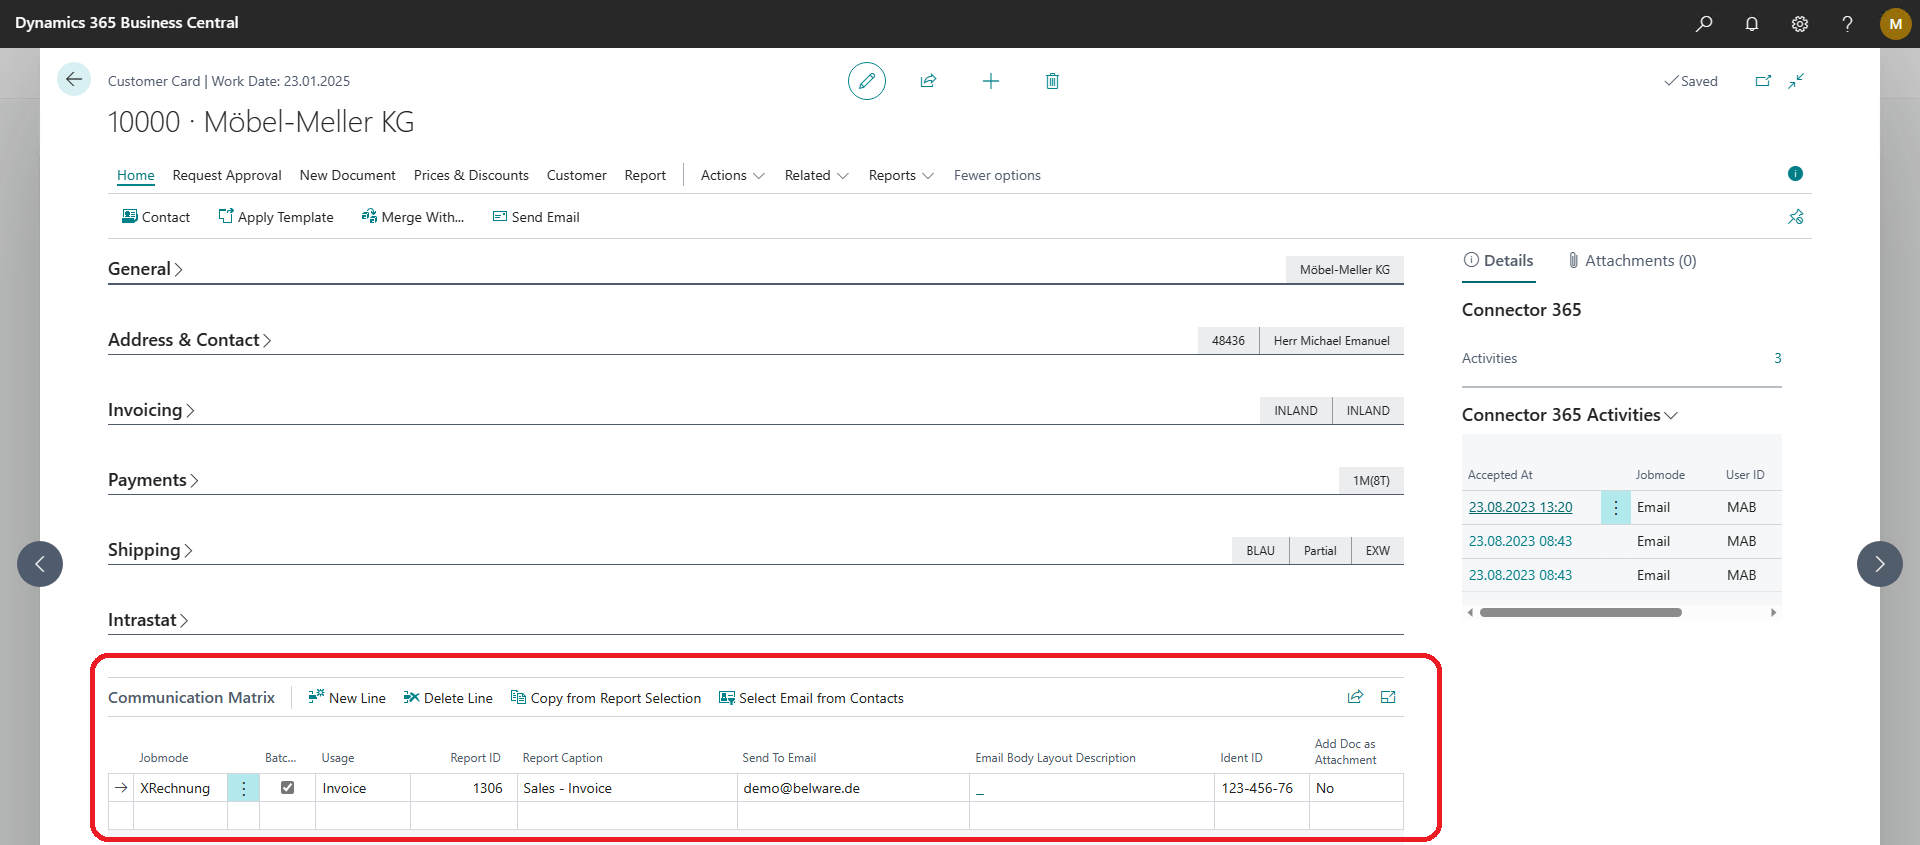 Dynamics 365 Business Central
?
M
Customer Card | Work Date: 23.01.2025
Saved
10000 · Möbel-Meller KG
Home Request Approval New Document Prices & Discounts Customer Report Actions Related Reports Fewer options
Contact Apply Template Merge With... Send Email
General
Möbel-Meller KG
Address & Contact
48436 Herr Michael Emanuel
Invoicing
INLAND INLAND
Payments
1M(8T)
Shipping
BLAU Partial EXW
Intrastat
Details Attachments (0)
Connector 365
Activities 3
Connector 365 Activities
Accepted At Jobmode User ID
23.08.2023 13:20 Email MAB
23.08.2023 08:43 Email MAB
23.08.2023 08:43 Email MAB
Communication Matrix New Line Delete Line Copy from Report Selection Select Email from Contacts
Jobmode Batc... Usage Report ID Report Caption Send To Email Email Body Layout Description Ident ID Add Doc as
Attachment
XRechnung Invoice 1306 Sales - Invoice demo@belware.de _ 123-456-76 No